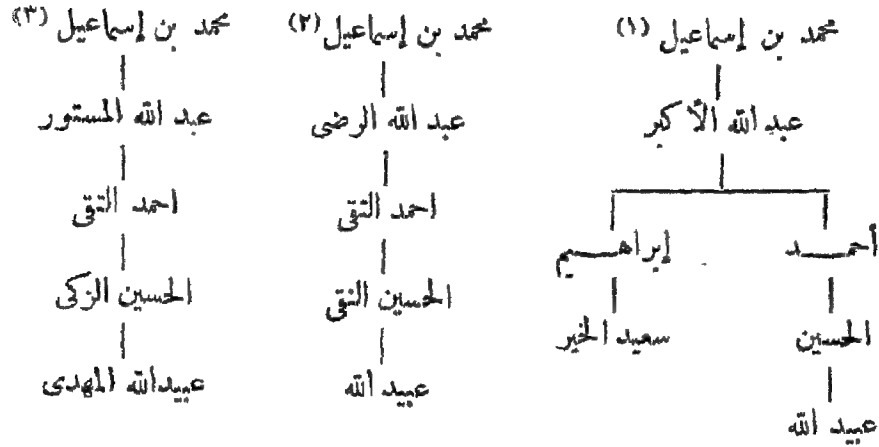 محمد بن إسماعيل (١) محمد بن إسماعيل (٢) محمد بن إسماعيل (٣)
عبد الله الأكبر عبد الله الرضى عبد الله المستور
أحمـــد إبراهـــيم احمد التقى احمد التقى
الحسين سعيد الخير الحسين النقى الحسين الزكى
عبيد الله عبيد الله عبيدالله المهدى